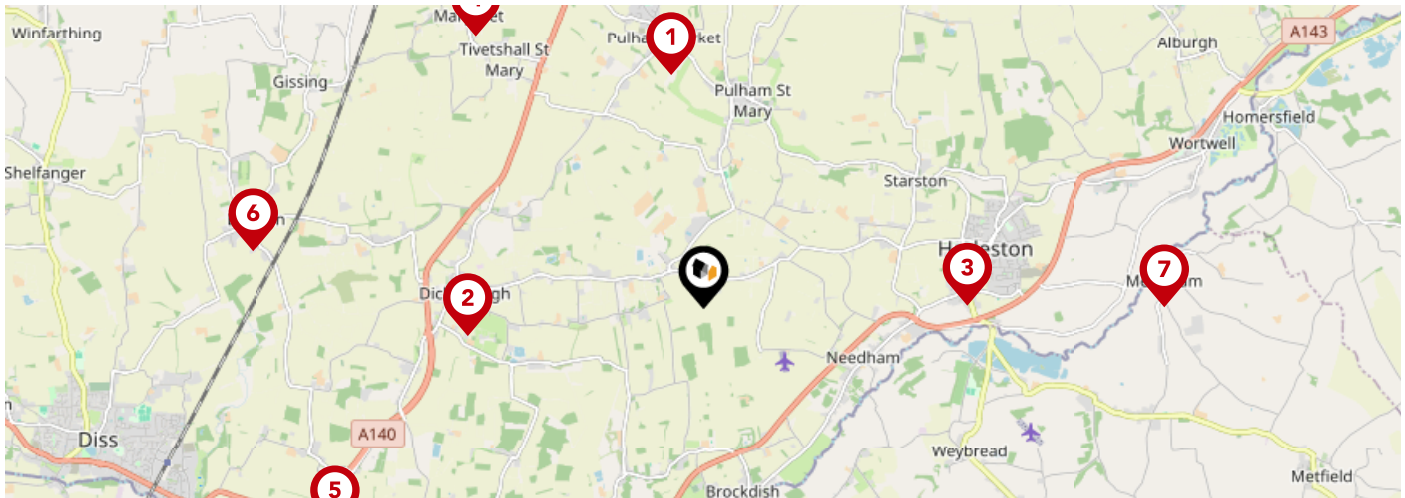 Winfarthing
Tivetshall St
Mary
Gissing
1
Pulham St
Mary
Alburgh
A143
Homersfield
Wortwell
Shelfanger
Starston
6
3
7
2
Needham
A140
Diss
5
Weybread
Metfield
Brockdish